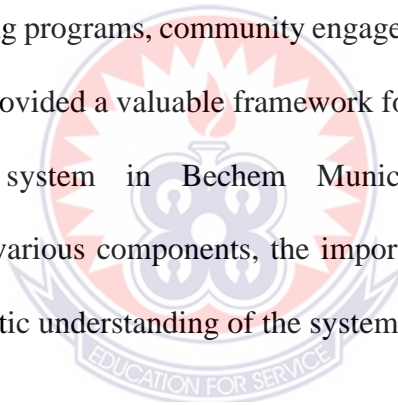 ng programs, community engage
ovided a valuable framework fo
system in Bechem Munic
various components, the impor
tic understanding of the system
EDUCATION FOR SERVICE